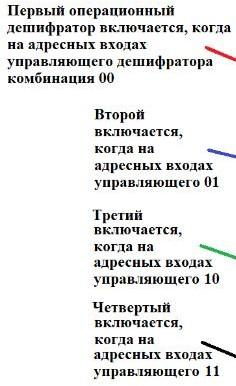 Первый операционный
дешифратор включается, когда
на адресных входах
управляющего дешифратора
комбинация 00
Второй
включается,
когда на
адресных входах
управляющего 01
Третий
включается,
когда на
адресных входах
управляющего 10
Четвертый
включается,
когда на
адресных входах
управляющего 11